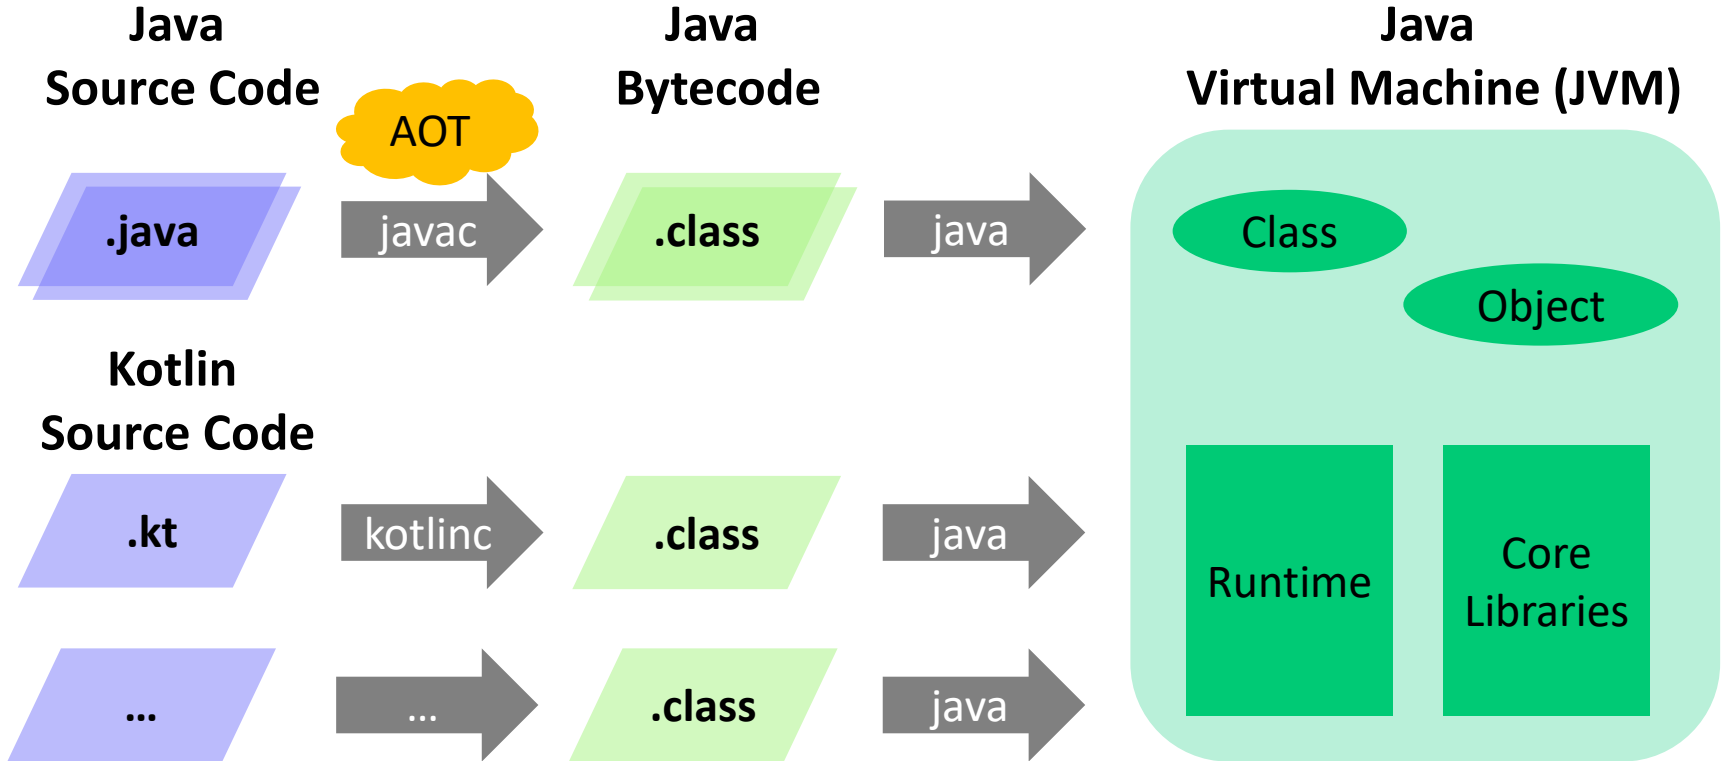 Java
Source Code
Java
Bytecode
Java
Virtual Machine (JVM)
AOT
.java
javac
.class
java
Class
Object
Kotlin
Source Code
.kt
kotlinc
.class
java
Runtime
Core
Libraries
...
...
.class
java